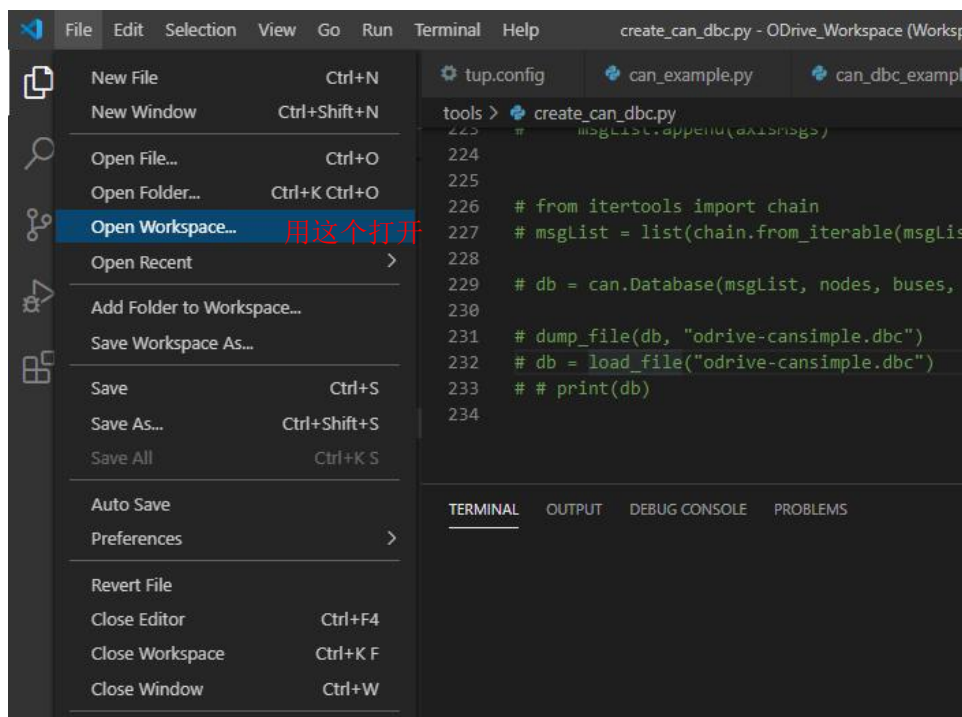 File Edit Selection View Go Run Terminal Help create_can_dbc.py - ODrive_Workspace (Worksp
tup.config can_example.py can_dbc_exampl
tools > create_can_dbc.py
New File Ctrl+N
New Window Ctrl+Shift+N
Open File... Ctrl+O
Open Folder... Ctrl+K Ctrl+O
Open Workspace... 用这个打开
Open Recent >
Add Folder to Workspace...
Save Workspace As...
Save Ctrl+S
Save As... Ctrl+Shift+S
Save All Ctrl+K S
Auto Save
Preferences >
Revert File
Close Editor Ctrl+F4
Close Workspace Ctrl+K F
Close Window Ctrl+W
223 # msgList.append(axisMsgs)
224
225
226 # from itertools import chain
227 # msgList = list(chain.from_iterable(msgLis
228
229 # db = can.Database(msgList, nodes, buses,
230
231 # dump_file(db, "odrive-cansimple.dbc")
232 # db = load_file("odrive-cansimple.dbc")
233 # # print(db)
234
TERMINAL OUTPUT DEBUG CONSOLE PROBLEMS